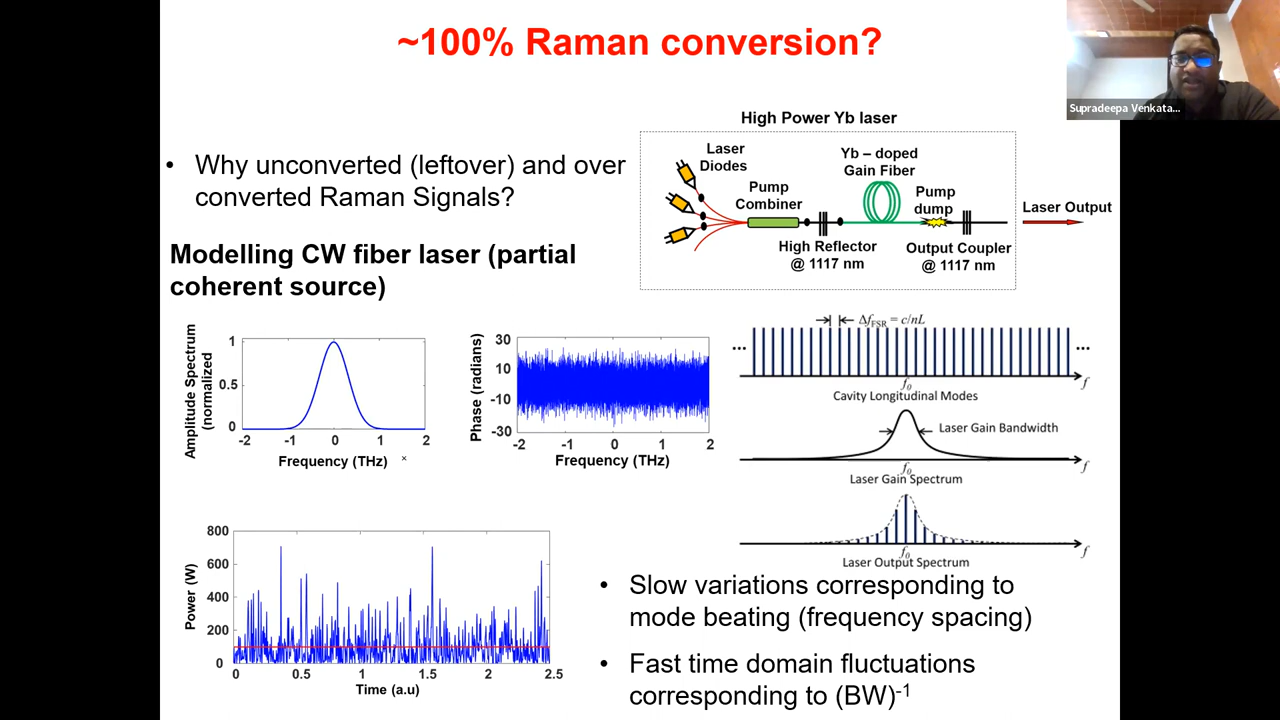 ~100% Raman conversion?
Supradeepa Venkata...
• Why unconverted (leftover) and over
converted Raman Signals?
High Power Yb laser
Laser
Diodes
Pump
Combiner
Yb – doped
Gain Fiber
Pump
dump
Laser Output
High Reflector
@ 1117 nm
Output Coupler
@ 1117 nm
Modelling CW fiber laser (partial
coherent source)
Amplitude Spectrum
(normalized)
1
0.5
0
-2 -1 0 1 2
Frequency (THz)
Phase (radians)
30
10
-10
-30
-2 -1 0 1 2
Frequency (THz)
ΔfFSR = c/nL
... ...
f0 f
Cavity Longitudinal Modes
Laser Gain Bandwidth
f0 f
Laser Gain Spectrum
f0 f
Laser Output Spectrum
Power (W)
800
600
400
200
0
0 0.5 1 1.5 2 2.5
Time (a.u)
• Slow variations corresponding to
mode beating (frequency spacing)
• Fast time domain fluctuations
corresponding to (BW)-1